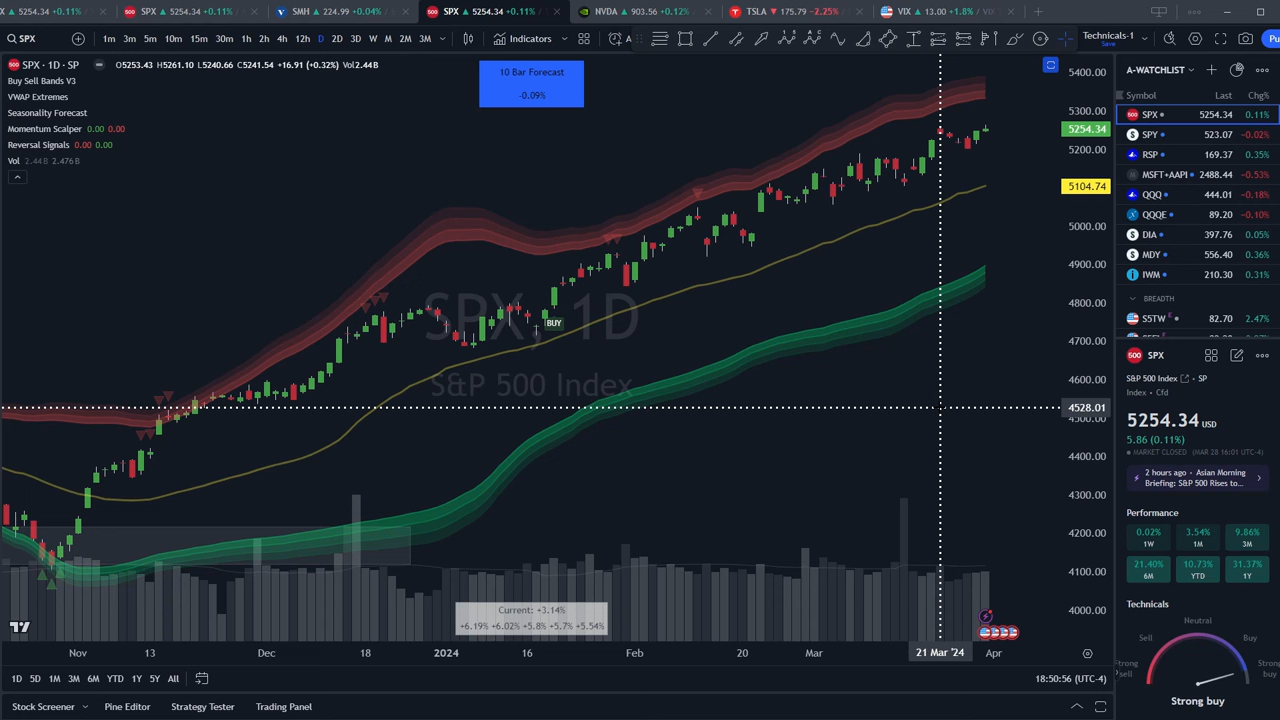 SPX ▲ 5254.34 +0.11%
SMH ▲ 224.99 +0.04%
SPX ▲ 5254.34 +0.11%
NVDA ▲ 903.56 +0.12%
TSLA ▼ 175.79 −2.25%
VIX ▲ 13.00 +1.8%
SPX 1m 3m 5m 10m 15m 30m 1h 2h 4h 12h D 2D 3D W M 2M 3M Indicators Technicals-1
Save
SPX · 1D · SP O5253.43 H5261.10 L5240.66 C5241.54 +16.91 (+0.32%) Vol2.44 B
Buy Sell Bands V3
VWAP Extremes
Seasonality Forecast
Momentum Scalper 0.00 0.00
Reversal Signals 0.00 0.00
Vol 2.44 B 2.476 B
10 Bar Forecast
-0.09%
SPX, 1D
S&P 500 Index
BUY
Current: +3.14%
+6.19% +6.02% +5.8% +5.7% +5.54%
5400.00
5300.00
5254.34
5200.00
5104.74
5000.00
4900.00
4800.00
4700.00
4600.00
4528.01
4500.00
4400.00
4300.00
4200.00
4100.00
4000.00
Nov 13 Dec 18 2024 16 Feb 20 Mar 21 Mar '24 Apr
1D 5D 1M 3M 6M YTD 1Y 5Y All
18:50:56 (UTC-4)
Stock Screener Pine Editor Strategy Tester Trading Panel
A-WATCHLIST
Symbol Last Chg%
SPX 5254.34 0.11%
SPY 523.07 −0.02%
RSP 169.37 0.35%
MSFT+AAPL 2488.44 −0.53%
QQQ 444.01 −0.18%
QQQE 89.20 −0.10%
DIA 397.76 0.05%
MDY 556.40 0.36%
IWM 210.30 0.31%
BREADTH
S5TW E 82.70 2.47%
SPX
S&P 500 Index · SP
Index · Cfd
5254.34 USD
5.86 (0.11%)
MARKET CLOSED (MAR 28 16:01 UTC-4)
2 hours ago · Asian Morning
Briefing: S&P 500 Rises to...
Performance
0.02% 3.54% 9.86%
1W 1M 3M
21.40% 10.73% 31.37%
6M YTD 1Y
Technicals
Neutral
Sell Buy
Strong
sell
Strong
buy
Strong buy